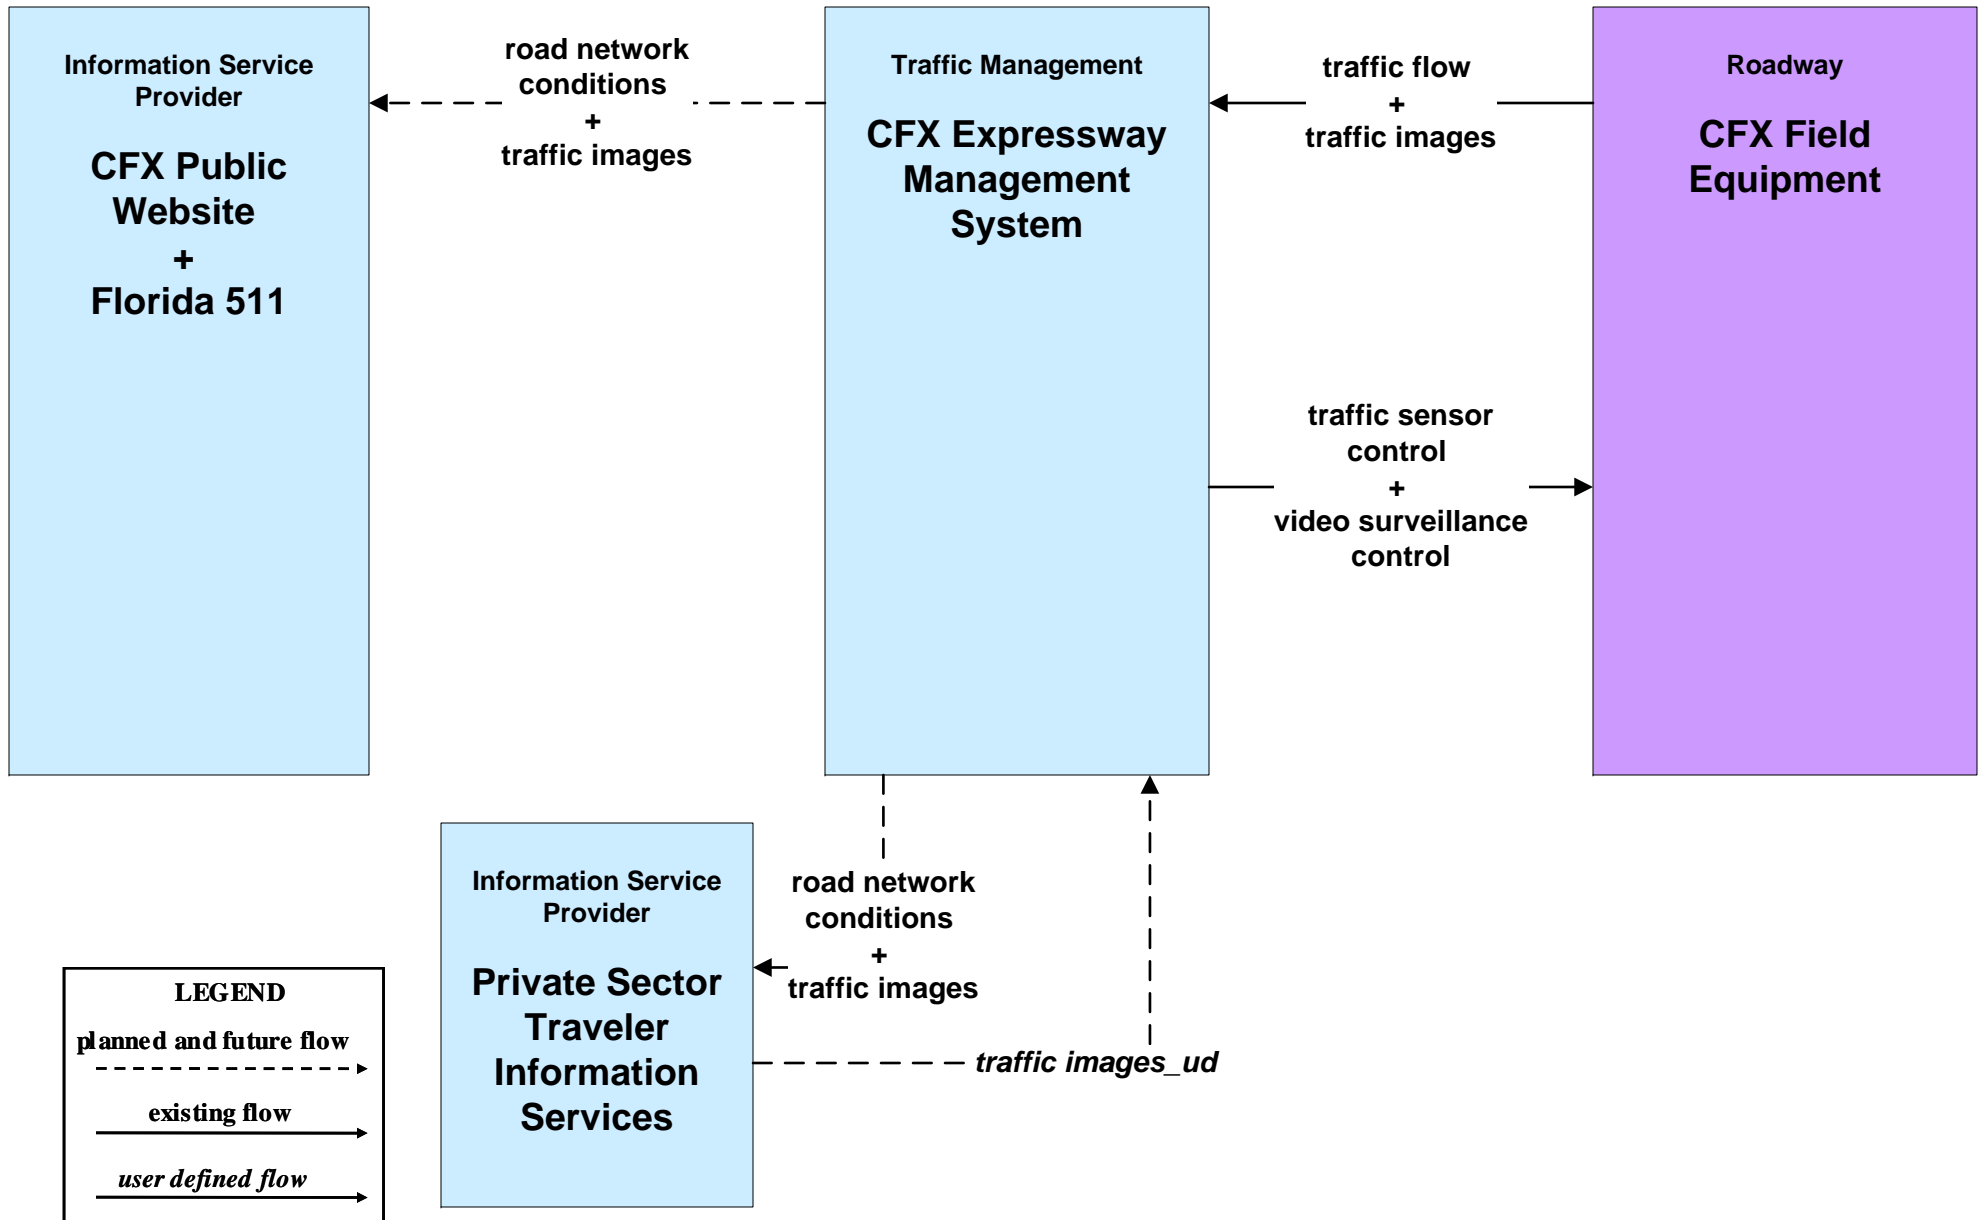 Information Service
Provider
CFX Public
Website
+
Florida 511
road network
conditions
+
traffic images
Traffic Management
CFX Expressway
Management
System
traffic flow
+
traffic images
Roadway
CFX Field
Equipment
traffic sensor
control
+
video surveillance
control
Information Service
Provider
Private Sector
Traveler
Information
Services
road network
conditions
+
traffic images
traffic images_ud
LEGEND
planned and future flow
existing flow
user defined flow